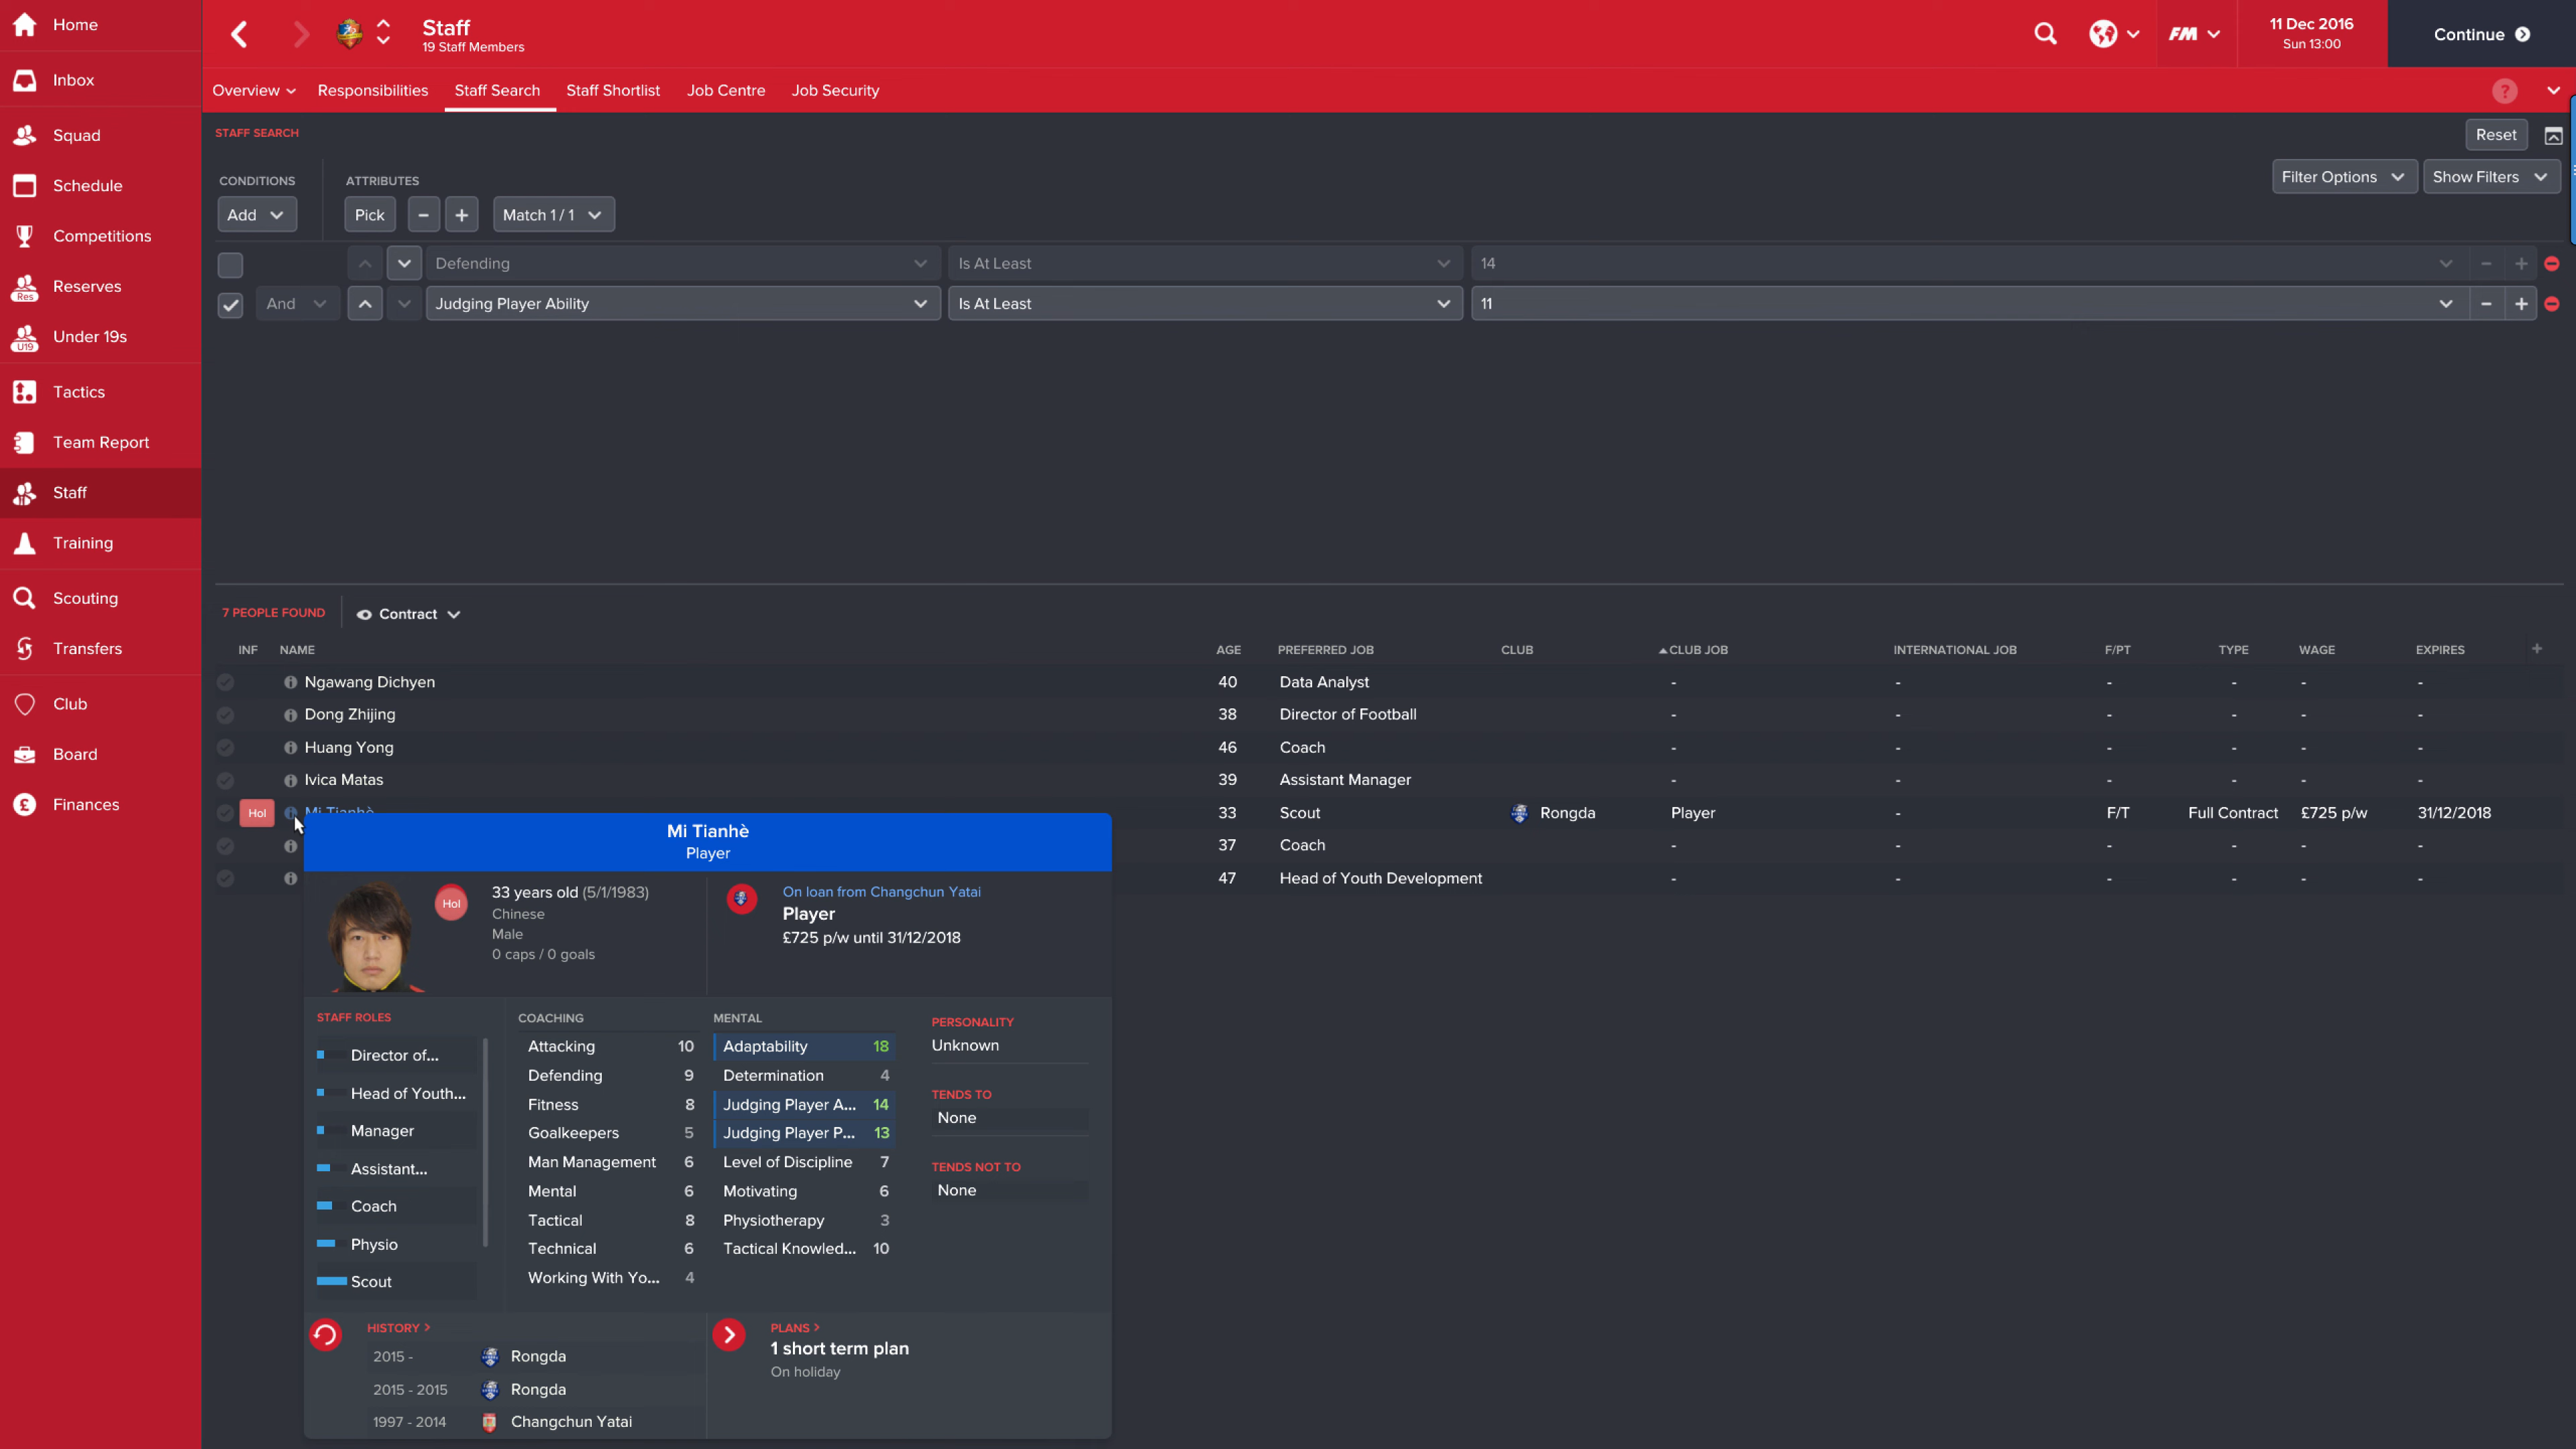 Home
Inbox
Squad
Schedule
Competitions
Res
Reserves
U19
Under 19s
Tactics
Team Report
Staff
Training
Scouting
Transfers
Club
Board
£
Finances
Staff
19 Staff Members
FM
11 Dec 2016
Sun 13:00
Continue
Overview
Responsibilities
Staff Search
Staff Shortlist
Job Centre
Job Security
?
STAFF SEARCH
Reset
CONDITIONS
ATTRIBUTES
Filter Options
Show Filters
Add
Pick
- +
Match 1 / 1
Defending Is At Least 14 - +
And Judging Player Ability Is At Least 11 - +
7 PEOPLE FOUND Contract
INF NAME AGE PREFERRED JOB CLUB CLUB JOB INTERNATIONAL JOB F/PT TYPE WAGE EXPIRES +
Ngawang Dichyen 40 Data Analyst - - - - - -
Dong Zhijing 38 Director of Football - - - - - -
Huang Yong 46 Coach - - - - - -
Ivica Matas 39 Assistant Manager - - - - - -
Hol Mi Tianhè 33 Scout Rongda Player - F/T Full Contract £725 p/w 31/12/2018
37 Coach - - - - - -
47 Head of Youth Development - - - - - -
Mi Tianhè
Player
Hol
33 years old (5/1/1983)
Chinese
Male
0 caps / 0 goals
On loan from Changchun Yatai
Player
£725 p/w until 31/12/2018
STAFF ROLES
Director of...
Head of Youth...
Manager
Assistant...
Coach
Physio
Scout
COACHING
Attacking 10
Defending 9
Fitness 8
Goalkeepers 5
Man Management 6
Mental 6
Tactical 8
Technical 6
Working With Yo... 4
MENTAL
Adaptability 18
Determination 4
Judging Player A... 14
Judging Player P... 13
Level of Discipline 7
Motivating 6
Physiotherapy 3
Tactical Knowled... 10
PERSONALITY
Unknown
TENDS TO
None
TENDS NOT TO
None
HISTORY >
2015 - Rongda
2015 - 2015 Rongda
1997 - 2014 Changchun Yatai
PLANS >
1 short term plan
On holiday